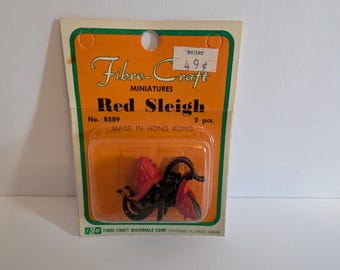 "WATERS"
49¢
Fibre-Craft
MINIATURES
Red Sleigh
No. 8589 2 pcs.
MADE IN HONG KONG
FIBRE-CRAFT MATERIALS CORP. CHICAGO, ILLINOIS